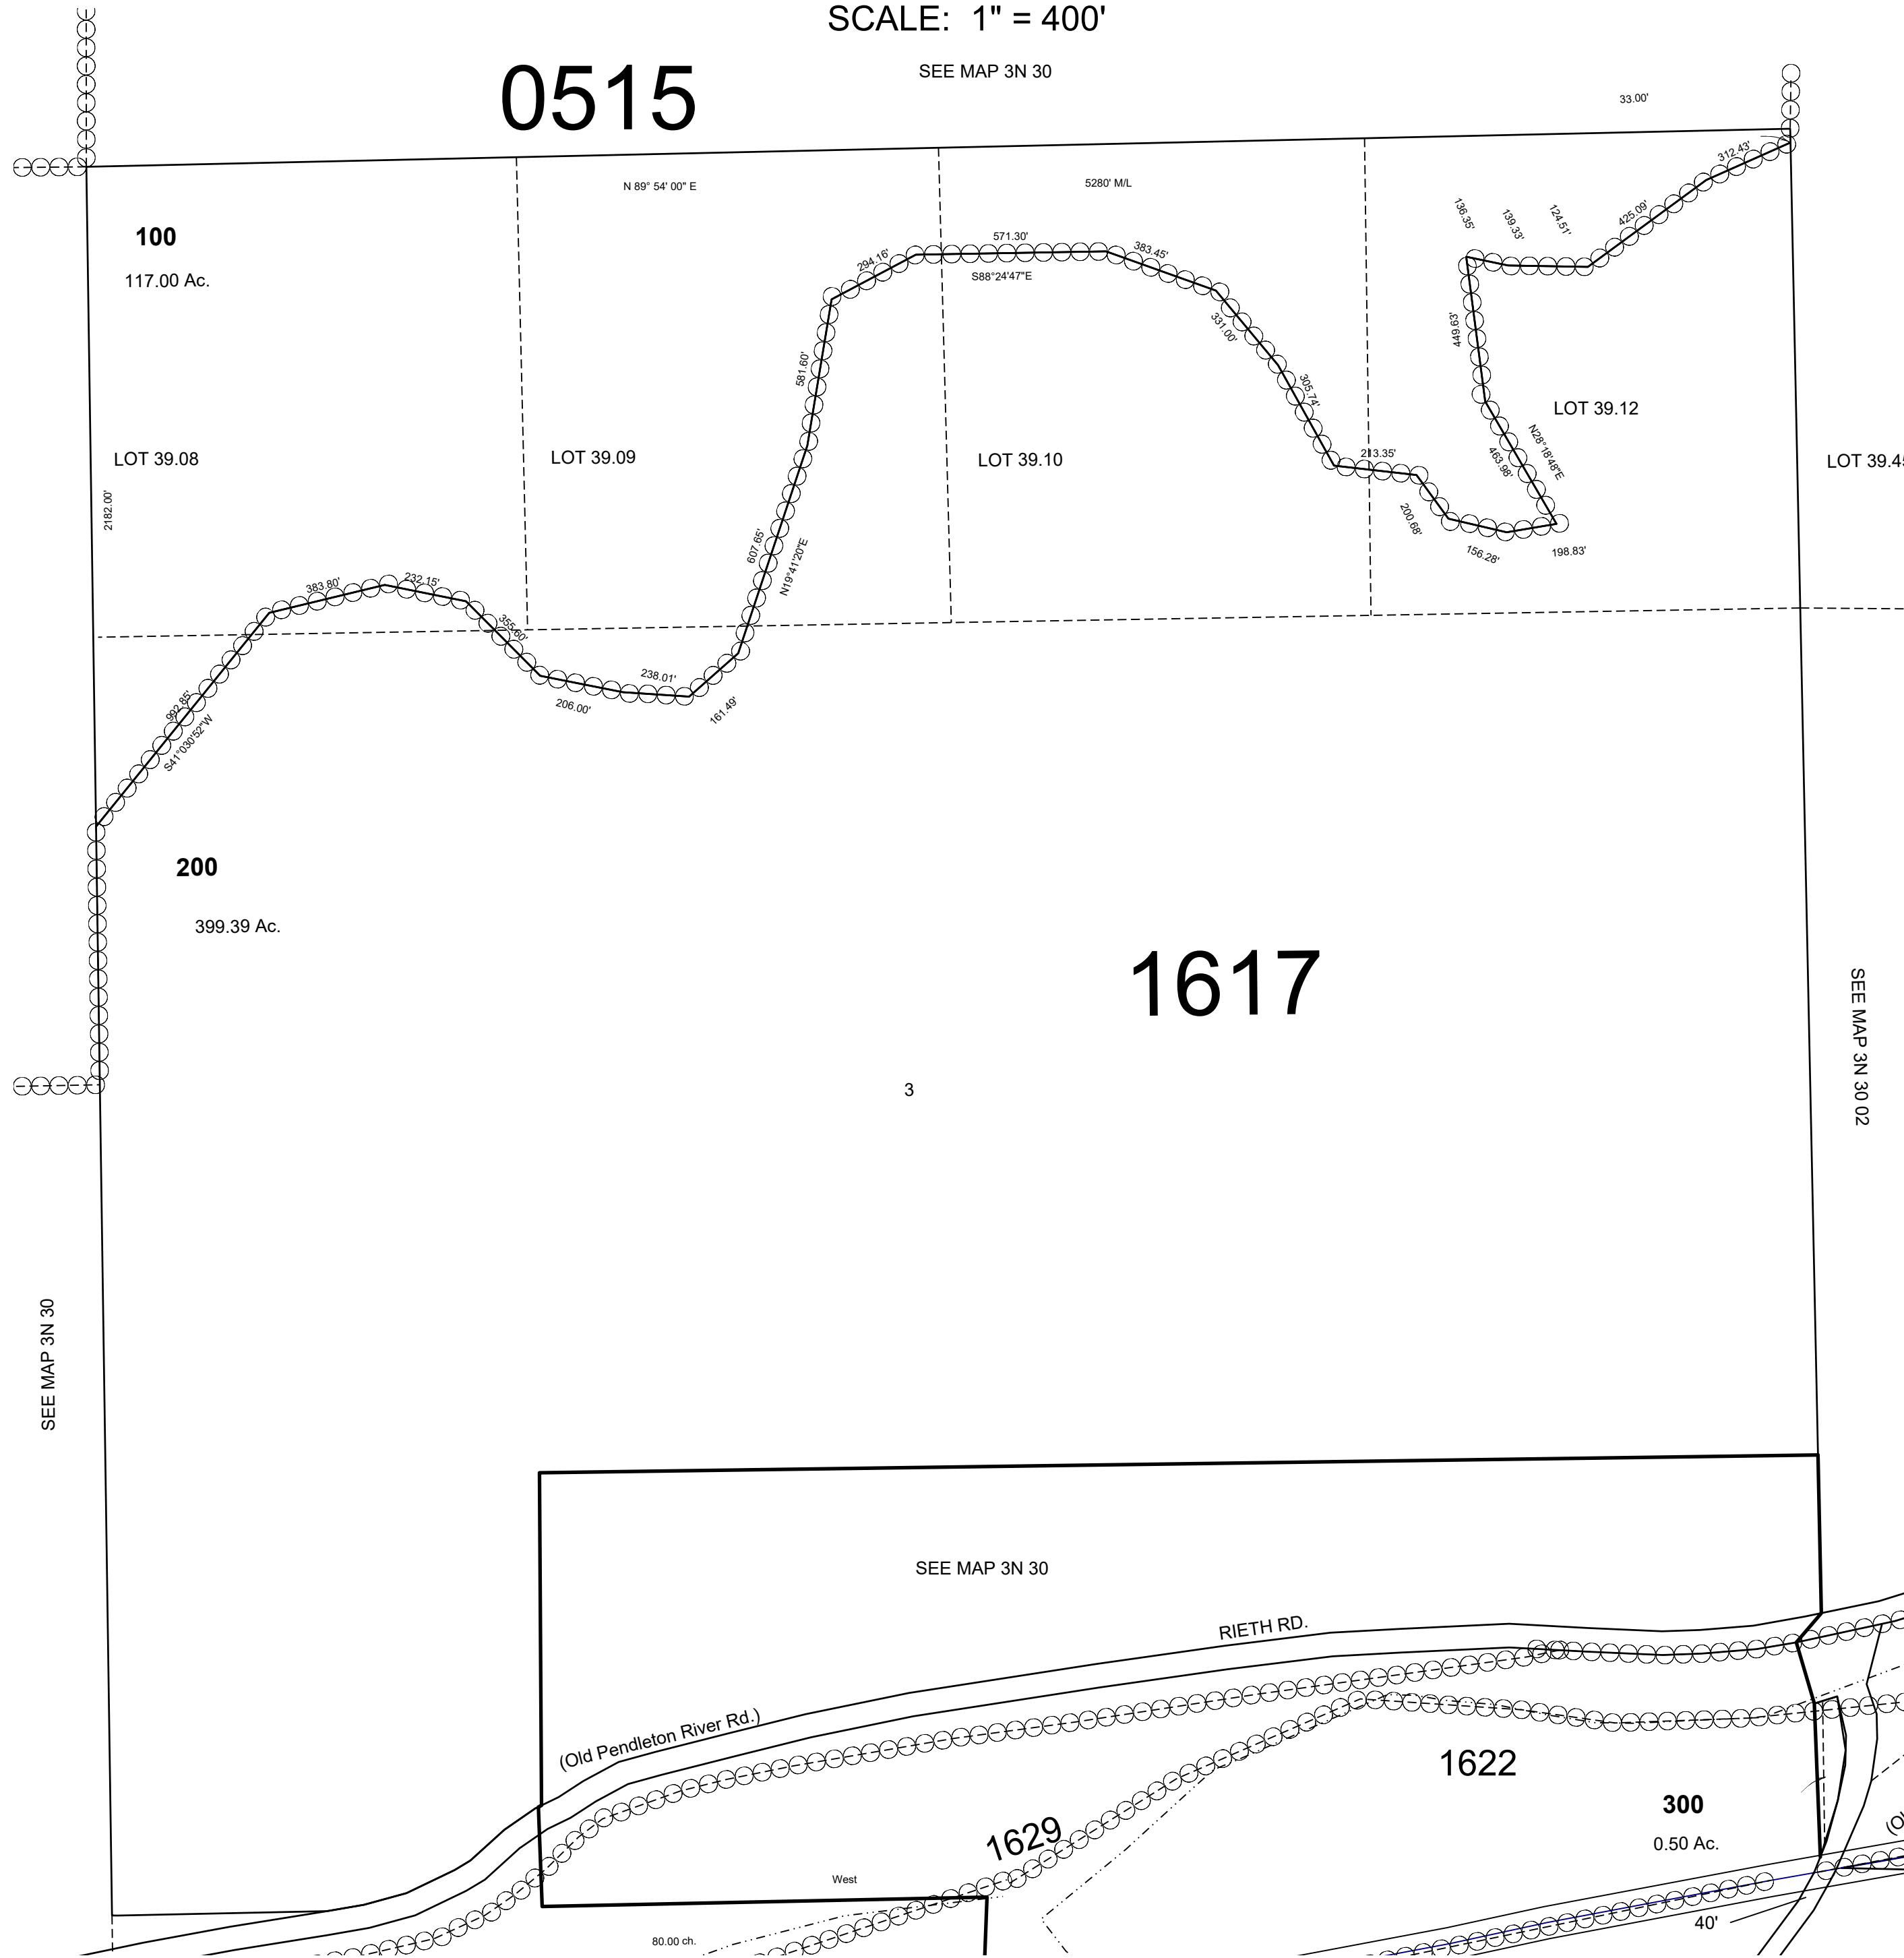 SCALE: 1" = 400'
0515
SEE MAP 3N 30
33.00'
312.43'
N 89° 54' 00" E
5280' M/L
100
117.00 Ac.
136.35'
139.33'
124.51'
425.09'
571.30'
383.45'
294.16'
S88°24'47"E
331.00'
449.63'
581.60'
305.74'
LOT 39.12
LOT 39.08
LOT 39.09
LOT 39.10
213.35'
463.98'
N28°18'48"E
2182.00'
200.68'
156.28'
198.83'
607.65'
N19°41'20"E
383.80'
232.15'
355.60'
238.01'
206.00'
161.49'
992.85'
S41°030'52"W
200
399.39 Ac.
1617
SEE MAP 3N 30 02
3
SEE MAP 3N 30
SEE MAP 3N 30
RIETH RD.
(Old Pendleton River Rd.)
1622
300
0.50 Ac.
1629
West
40'
80.00 ch.